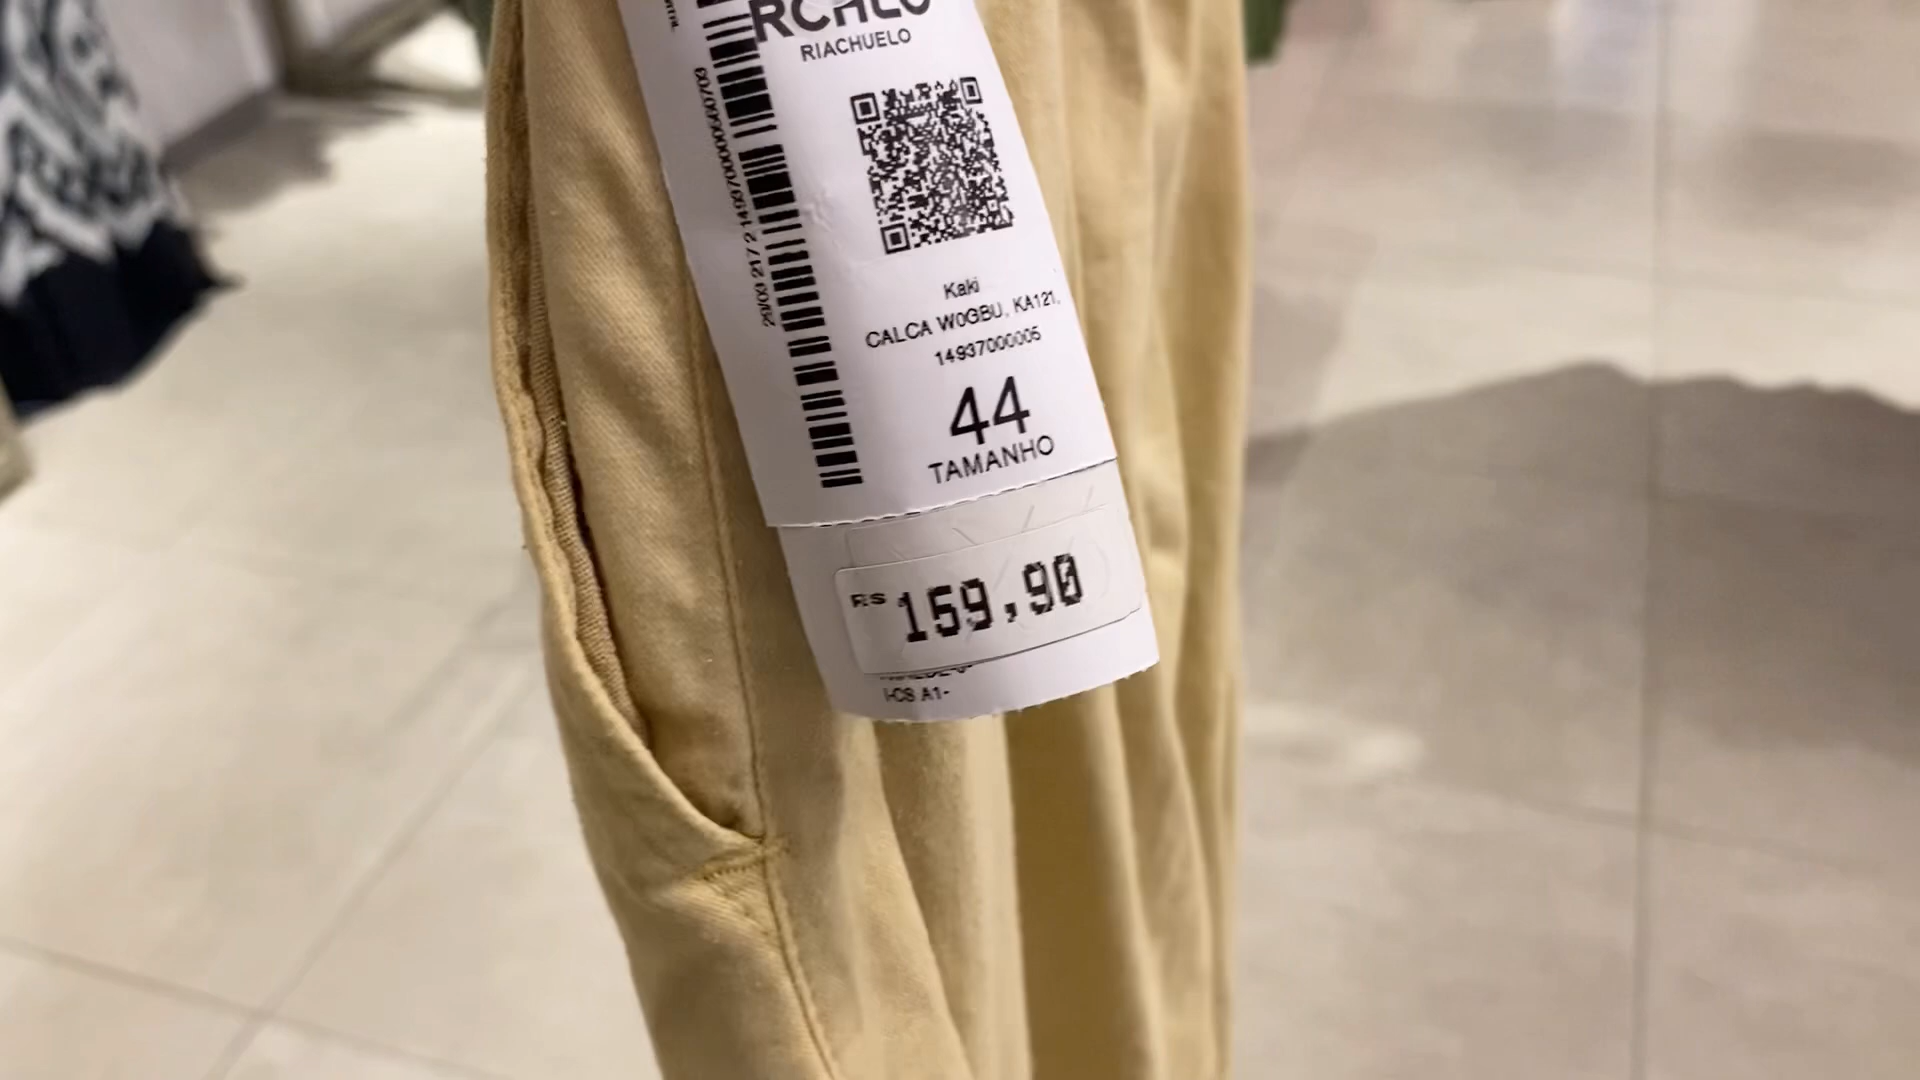 RCHLO
RIACHUELO
Kaki
CALCA W0GBU, KA121,
14937000005
44
TAMANHO
R$ 159,90
I-CS A1-